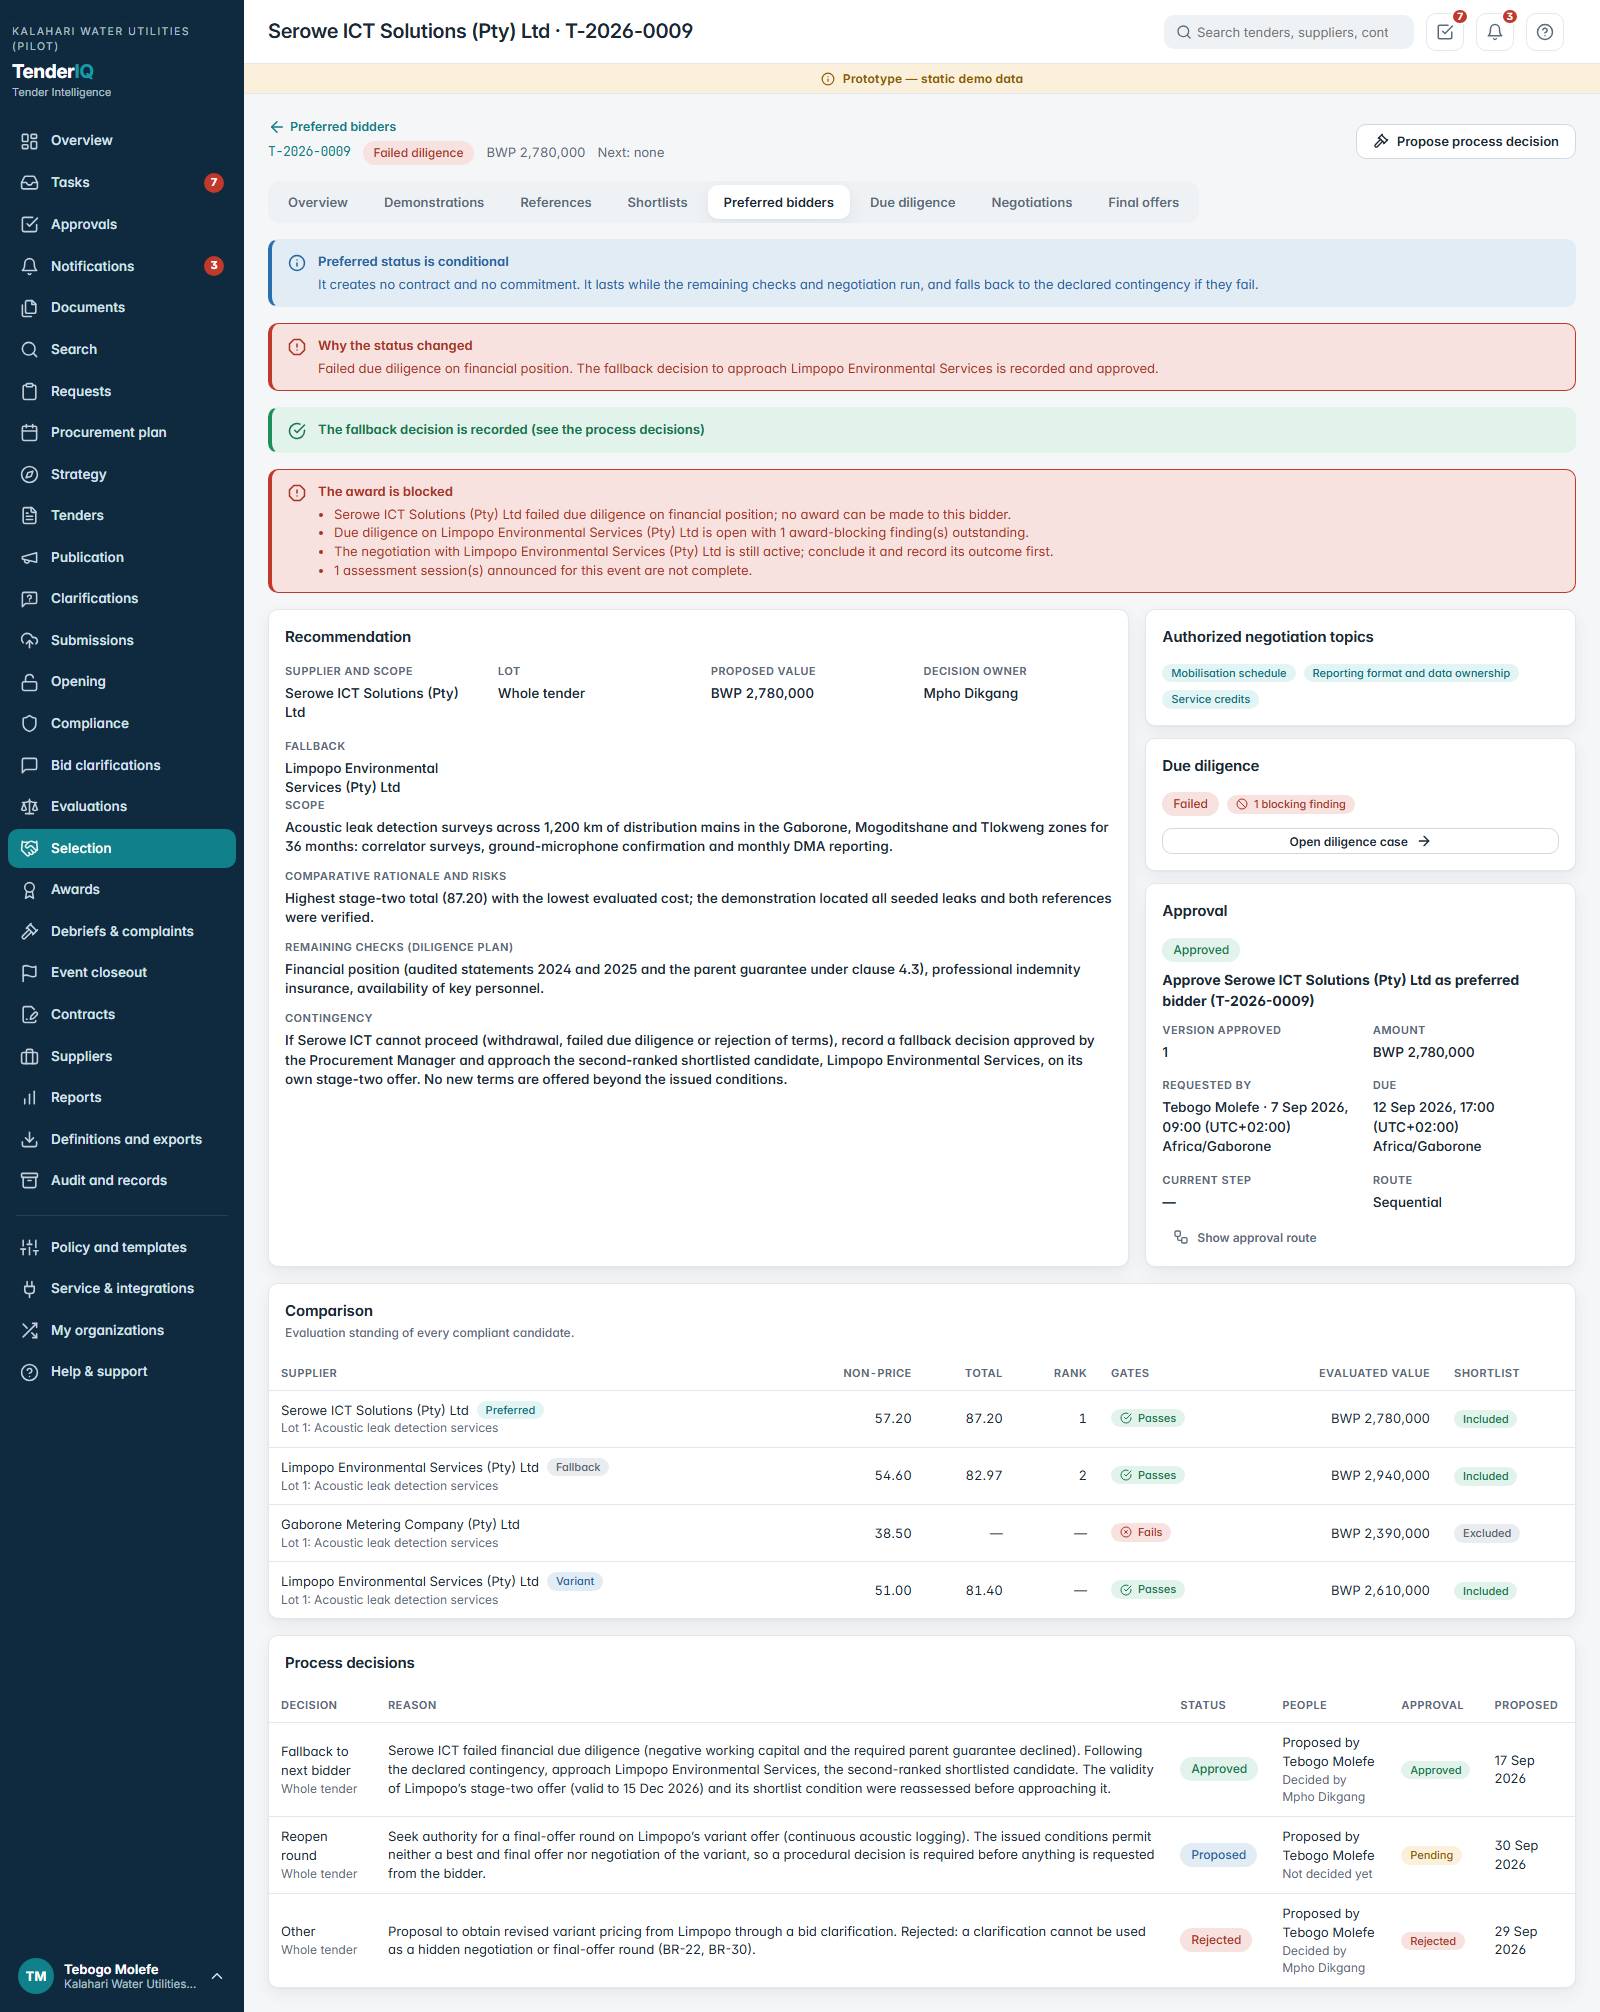 KALAHARI WATER UTILITIES
(PILOT)
TenderIQ
Tender Intelligence
Overview
Tasks 7
Approvals
Notifications 3
Documents
Search
Requests
Procurement plan
Strategy
Tenders
Publication
Clarifications
Submissions
Opening
Compliance
Bid clarifications
Evaluations
Selection
Awards
Debriefs & complaints
Event closeout
Contracts
Suppliers
Reports
Definitions and exports
Audit and records
Policy and templates
Service & integrations
My organizations
Help & support
TM
Tebogo Molefe
Kalahari Water Utilities...
Serowe ICT Solutions (Pty) Ltd · T-2026-0009
Search tenders, suppliers, cont
7
3
Prototype — static demo data
Preferred bidders
T-2026-0009 Failed diligence BWP 2,780,000 Next: none
Propose process decision
Overview Demonstrations References Shortlists Preferred bidders Due diligence Negotiations Final offers
Preferred status is conditional
It creates no contract and no commitment. It lasts while the remaining checks and negotiation run, and falls back to the declared contingency if they fail.
Why the status changed
Failed due diligence on financial position. The fallback decision to approach Limpopo Environmental Services is recorded and approved.
The fallback decision is recorded (see the process decisions)
The award is blocked
• Serowe ICT Solutions (Pty) Ltd failed due diligence on financial position; no award can be made to this bidder.
• Due diligence on Limpopo Environmental Services (Pty) Ltd is open with 1 award-blocking finding(s) outstanding.
• The negotiation with Limpopo Environmental Services (Pty) Ltd is still active; conclude it and record its outcome first.
• 1 assessment session(s) announced for this event are not complete.
Recommendation
SUPPLIER AND SCOPE LOT PROPOSED VALUE DECISION OWNER
Serowe ICT Solutions (Pty) Whole tender BWP 2,780,000 Mpho Dikgang
Ltd
FALLBACK
Limpopo Environmental
Services (Pty) Ltd
SCOPE
Acoustic leak detection surveys across 1,200 km of distribution mains in the Gaborone, Mogoditshane and Tlokweng zones for
36 months: correlator surveys, ground-microphone confirmation and monthly DMA reporting.
COMPARATIVE RATIONALE AND RISKS
Highest stage-two total (87.20) with the lowest evaluated cost; the demonstration located all seeded leaks and both references
were verified.
REMAINING CHECKS (DILIGENCE PLAN)
Financial position (audited statements 2024 and 2025 and the parent guarantee under clause 4.3), professional indemnity
insurance, availability of key personnel.
CONTINGENCY
If Serowe ICT cannot proceed (withdrawal, failed due diligence or rejection of terms), record a fallback decision approved by
the Procurement Manager and approach the second-ranked shortlisted candidate, Limpopo Environmental Services, on its
own stage-two offer. No new terms are offered beyond the issued conditions.
Authorized negotiation topics
Mobilisation schedule Reporting format and data ownership
Service credits
Due diligence
Failed 1 blocking finding
Open diligence case
Approval
Approved
Approve Serowe ICT Solutions (Pty) Ltd as preferred
bidder (T-2026-0009)
VERSION APPROVED AMOUNT
1 BWP 2,780,000
REQUESTED BY DUE
Tebogo Molefe · 7 Sep 2026, 12 Sep 2026, 17:00
09:00 (UTC+02:00) (UTC+02:00)
Africa/Gaborone Africa/Gaborone
CURRENT STEP ROUTE
— Sequential
Show approval route
Comparison
Evaluation standing of every compliant candidate.
SUPPLIER NON-PRICE TOTAL RANK GATES EVALUATED VALUE SHORTLIST
Serowe ICT Solutions (Pty) Ltd Preferred 57.20 87.20 1 Passes BWP 2,780,000 Included
Lot 1: Acoustic leak detection services
Limpopo Environmental Services (Pty) Ltd Fallback 54.60 82.97 2 Passes BWP 2,940,000 Included
Lot 1: Acoustic leak detection services
Gaborone Metering Company (Pty) Ltd 38.50 — — Fails BWP 2,390,000 Excluded
Lot 1: Acoustic leak detection services
Limpopo Environmental Services (Pty) Ltd Variant 51.00 81.40 — Passes BWP 2,610,000 Included
Lot 1: Acoustic leak detection services
Process decisions
DECISION REASON STATUS PEOPLE APPROVAL PROPOSED
Fallback to
next bidder
Whole tender
Serowe ICT failed financial due diligence (negative working capital and the required parent guarantee declined). Following
the declared contingency, approach Limpopo Environmental Services, the second-ranked shortlisted candidate. The validity
of Limpopo's stage-two offer (valid to 15 Dec 2026) and its shortlist condition were reassessed before approaching it.
Approved
Proposed by
Tebogo Molefe
Decided by
Mpho Dikgang
Approved
17 Sep
2026
Reopen
round
Whole tender
Seek authority for a final-offer round on Limpopo's variant offer (continuous acoustic logging). The issued conditions permit
neither a best and final offer nor negotiation of the variant, so a procedural decision is required before anything is requested
from the bidder.
Proposed
Proposed by
Tebogo Molefe
Not decided yet
Pending
30 Sep
2026
Other
Whole tender
Proposal to obtain revised variant pricing from Limpopo through a bid clarification. Rejected: a clarification cannot be used
as a hidden negotiation or final-offer round (BR-22, BR-30).
Rejected
Proposed by
Tebogo Molefe
Decided by
Mpho Dikgang
Rejected
29 Sep
2026